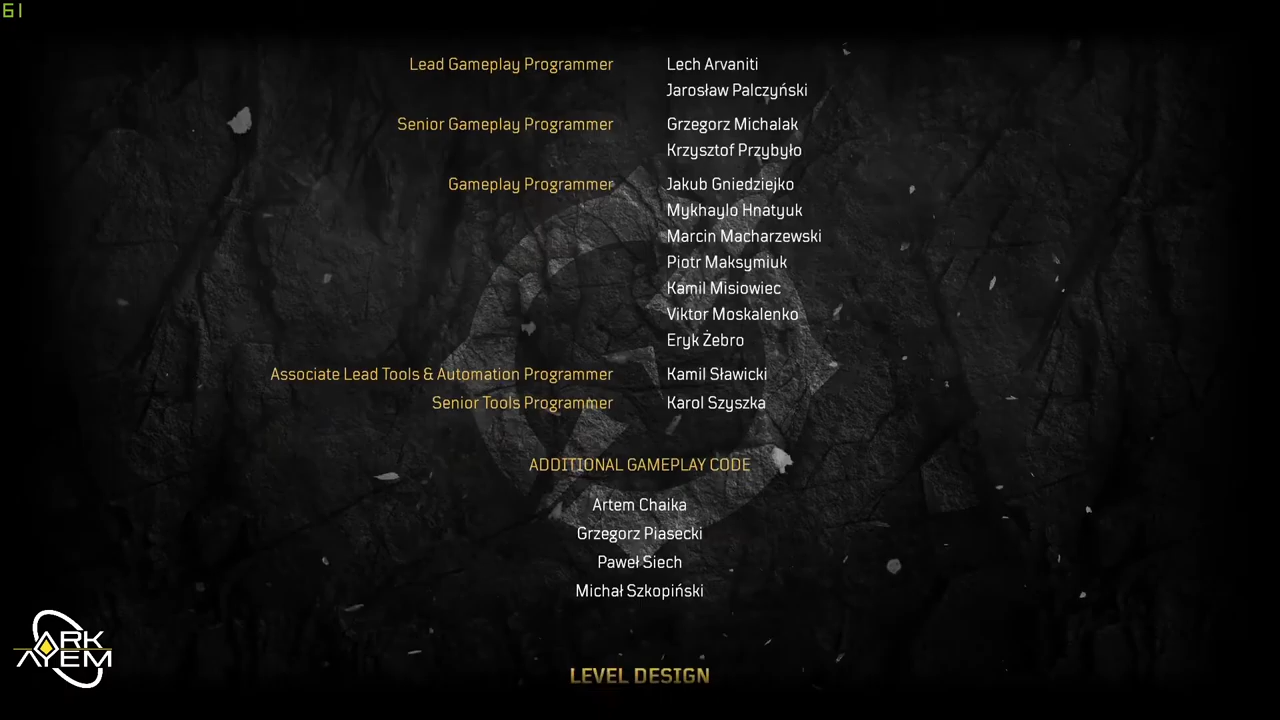 61
Lead Gameplay Programmer Lech Arvaniti
Jarosław Palczyński
Senior Gameplay Programmer Grzegorz Michalak
Krzysztof Przybyło
Gameplay Programmer Jakub Gniedziejko
Mykhaylo Hnatyuk
Marcin Macharzewski
Piotr Maksymiuk
Kamil Misiowiec
Viktor Moskalenko
Eryk Żebro
Associate Lead Tools & Automation Programmer Kamil Sławicki
Senior Tools Programmer Karol Szyszka
ADDITIONAL GAMEPLAY CODE
Artem Chaika
Grzegorz Piasecki
Paweł Siech
Michał Szkopiński
ARK
AYEM
LEVEL DESIGN